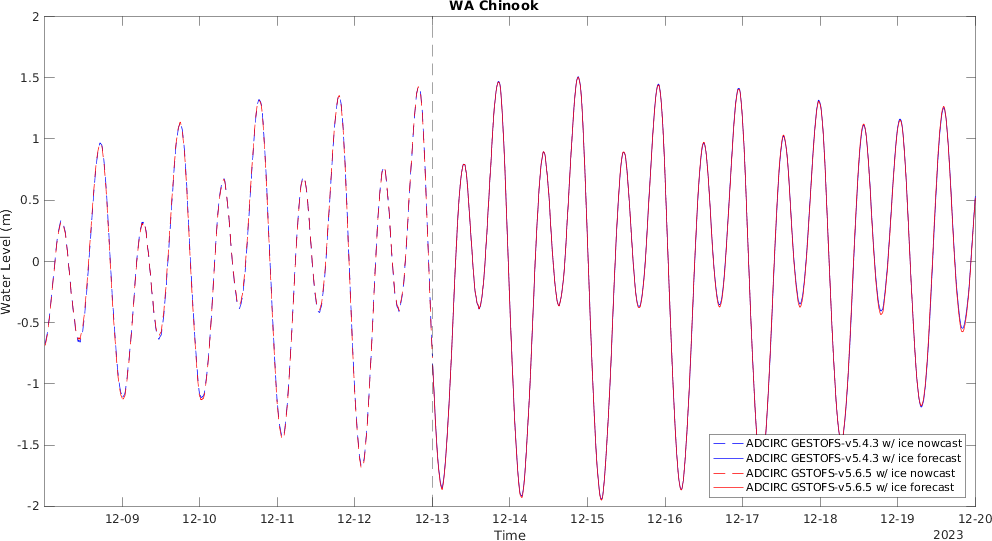 WA Chinook
2
1.5
1
0.5
0
-0.5
-1
-1.5
-2
Water Level (m)
ADCIRC GESTOFS-v5.4.3 w/ ice nowcast
ADCIRC GESTOFS-v5.4.3 w/ ice forecast
ADCIRC GSTOFS-v5.6.5 w/ ice nowcast
ADCIRC GSTOFS-v5.6.5 w/ ice forecast
12-09 12-10 12-11 12-12 12-13 12-14 12-15 12-16 12-17 12-18 12-19 12-20
Time
2023